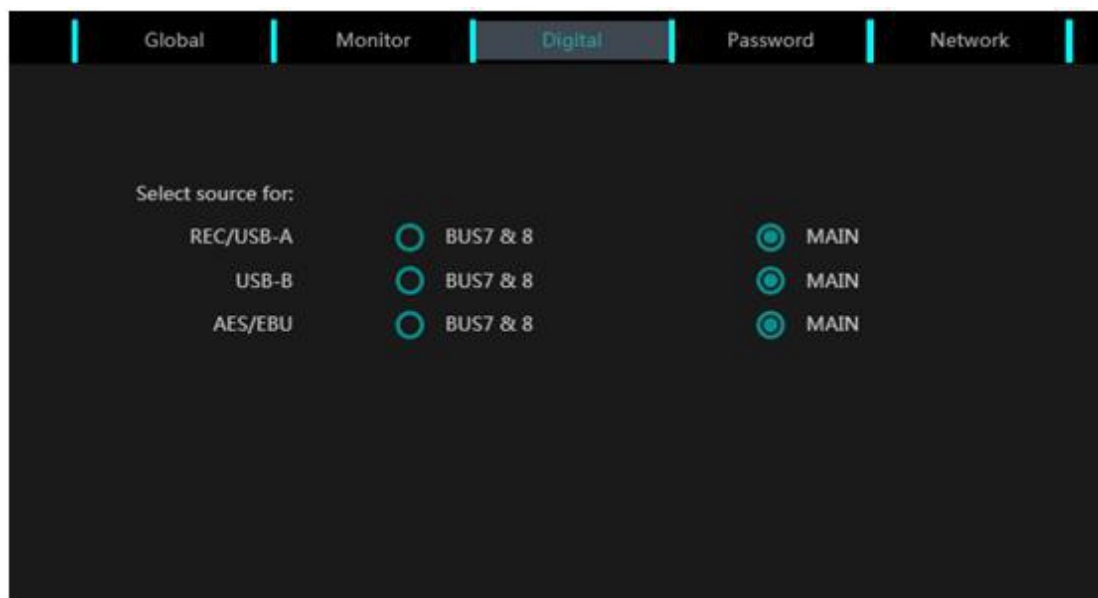 Global Monitor Digital Password Network
Select source for:
REC/USB-A BUS7 & 8 MAIN
USB-B BUS7 & 8 MAIN
AES/EBU BUS7 & 8 MAIN